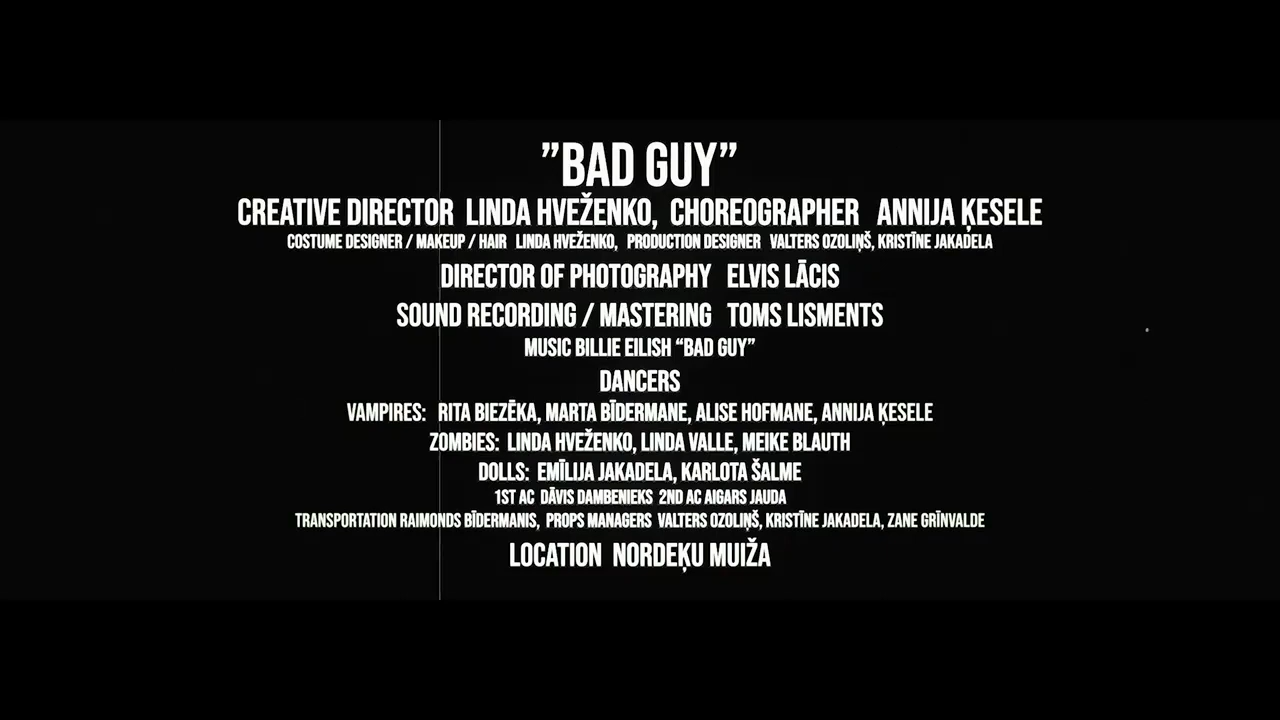 ”BAD GUY”
CREATIVE DIRECTOR LINDA HVEŽENKO, CHOREOGRAPHER ANNIJA ĶESELE
COSTUME DESIGNER / MAKEUP / HAIR LINDA HVEŽENKO, PRODUCTION DESIGNER VALTERS OZOLIŅŠ, KRISTĪNE JAKADELA
DIRECTOR OF PHOTOGRAPHY ELVIS LĀCIS
SOUND RECORDING / MASTERING TOMS LISMENTS
MUSIC BILLIE EILISH “BAD GUY”
DANCERS
VAMPIRES: RITA BIEZĒKA, MARTA BĪDERMANE, ALISE HOFMANE, ANNIJA ĶESELE
ZOMBIES: LINDA HVEŽENKO, LINDA VALLE, MEIKE BLAUTH
DOLLS: EMĪLIJA JAKADELA, KARLOTA ŠALME
1ST AC DĀVIS DAMBENIEKS 2ND AC AIGARS JAUDA
TRANSPORTATION RAIMONDS BĪDERMANIS, PROPS MANAGERS VALTERS OZOLIŅŠ, KRISTĪNE JAKADELA, ZANE GRĪNVALDE
LOCATION NORDEĶU MUIŽA